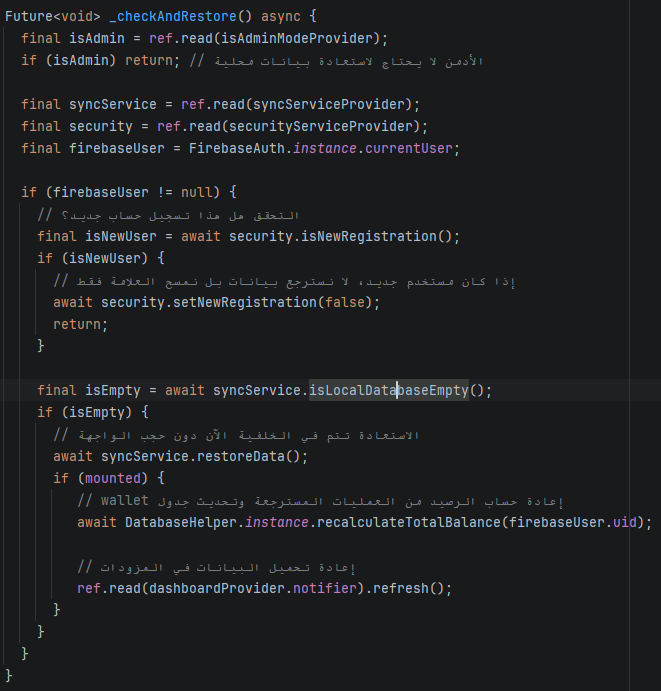 Future<void> _checkAndRestore() async {
final isAdmin = ref.read(isAdminModeProvider);
if (isAdmin) return; // الأدمن لا يحتاج لاستعادة بيانات محلية
final syncService = ref.read(syncServiceProvider);
final security = ref.read(securityServiceProvider);
final firebaseUser = FirebaseAuth.instance.currentUser;
if (firebaseUser != null) {
// التحقق هل هذا تسجيل حساب جديد؟
final isNewUser = await security.isNewRegistration();
if (isNewUser) {
// إذا كان مستخدم جديد، لا نسترجع بيانات بل نمسح العلامة فقط
await security.setNewRegistration(false);
return;
}
final isEmpty = await syncService.isLocalDatabaseEmpty();
if (isEmpty) {
// الاستعادة تتم في الخلفية الآن دون حجب الواجهة
await syncService.restoreData();
if (mounted) {
// إعادة حساب الرصيد من العمليات المسترجعة وتحديث جدول wallet
await DatabaseHelper.instance.recalculateTotalBalance(firebaseUser.uid);
// إعادة تحميل البيانات في المزودات
ref.read(dashboardProvider.notifier).refresh();
}
}
}
}